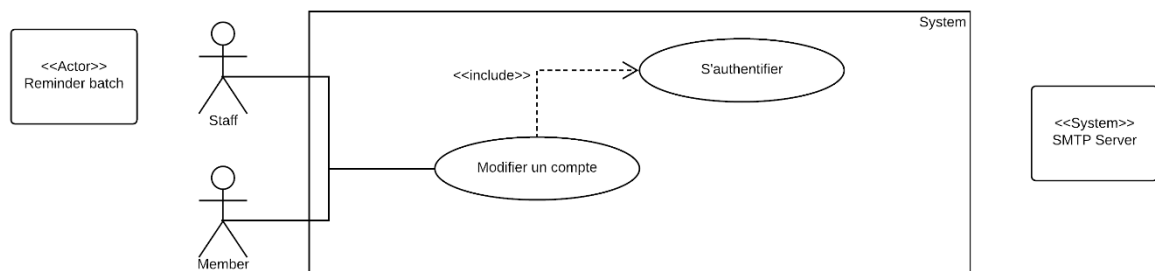 System
<<Actor>>
Reminder batch
Staff
<<include>>
S'authentifier
<<System>>
SMTP Server
Modifier un compte
Member